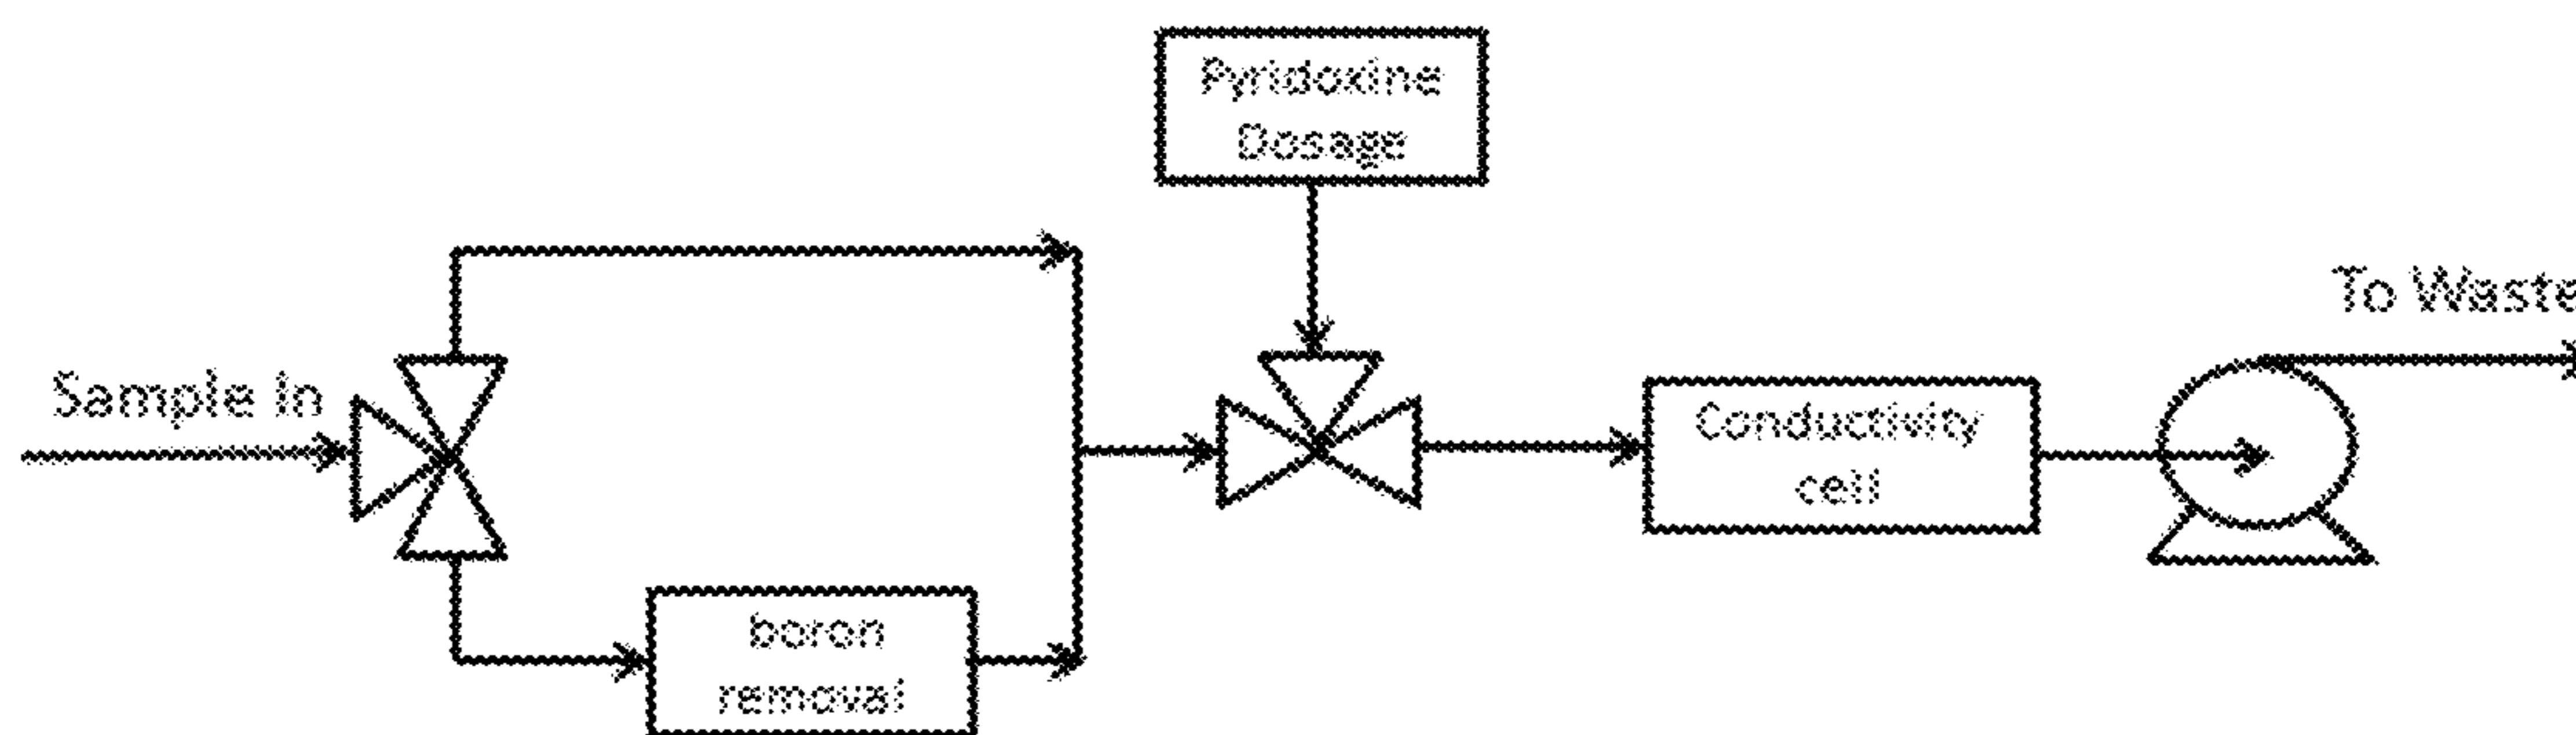 Pyridoxine
Dosage
Sample In
To Waste
Conductivity
cell
boron
removal